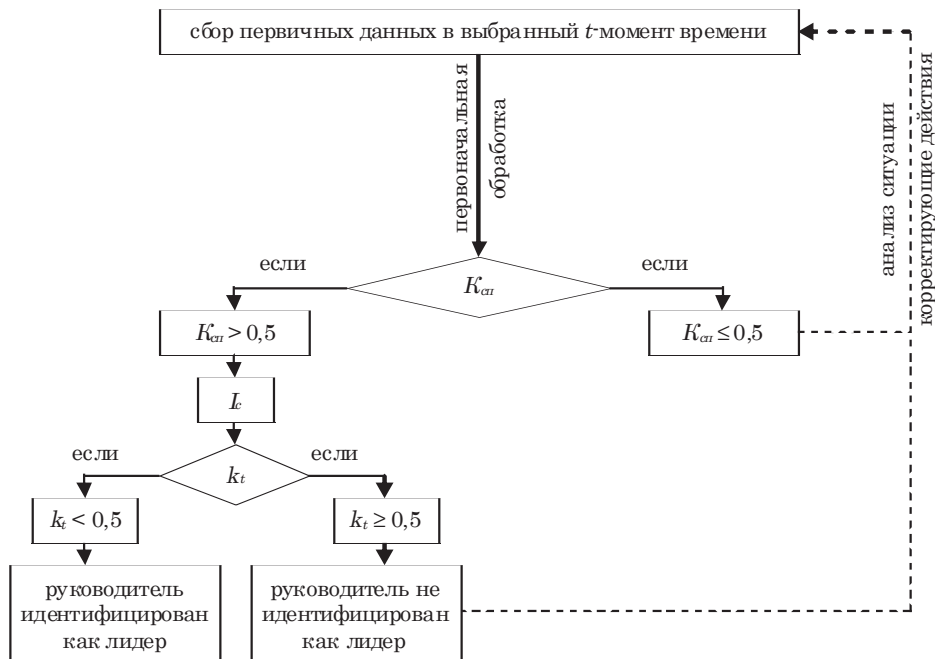 сбор первичных данных в выбранный t-момент времени
первоначальная
обработка
анализ ситуации
корректирующие действия
если
если
Kсп
Kсп > 0,5
Kсп ≤ 0,5
Iс
если
если
kt
kt < 0,5
kt ≥ 0,5
руководитель
идентифицирован
как лидер
руководитель не
идентифицирован
как лидер